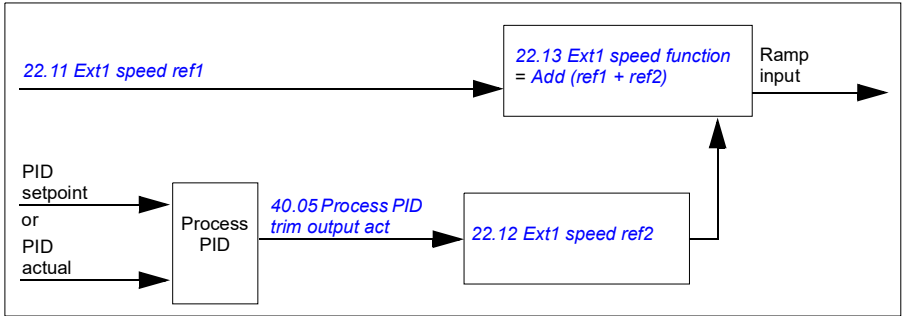 22.11 Ext1 speed ref1
22.13 Ext1 speed function
= Add (ref1 + ref2)
Ramp
input
PID
setpoint
or
PID
actual
Process
PID
40.05 Process PID
trim output act
22.12 Ext1 speed ref2